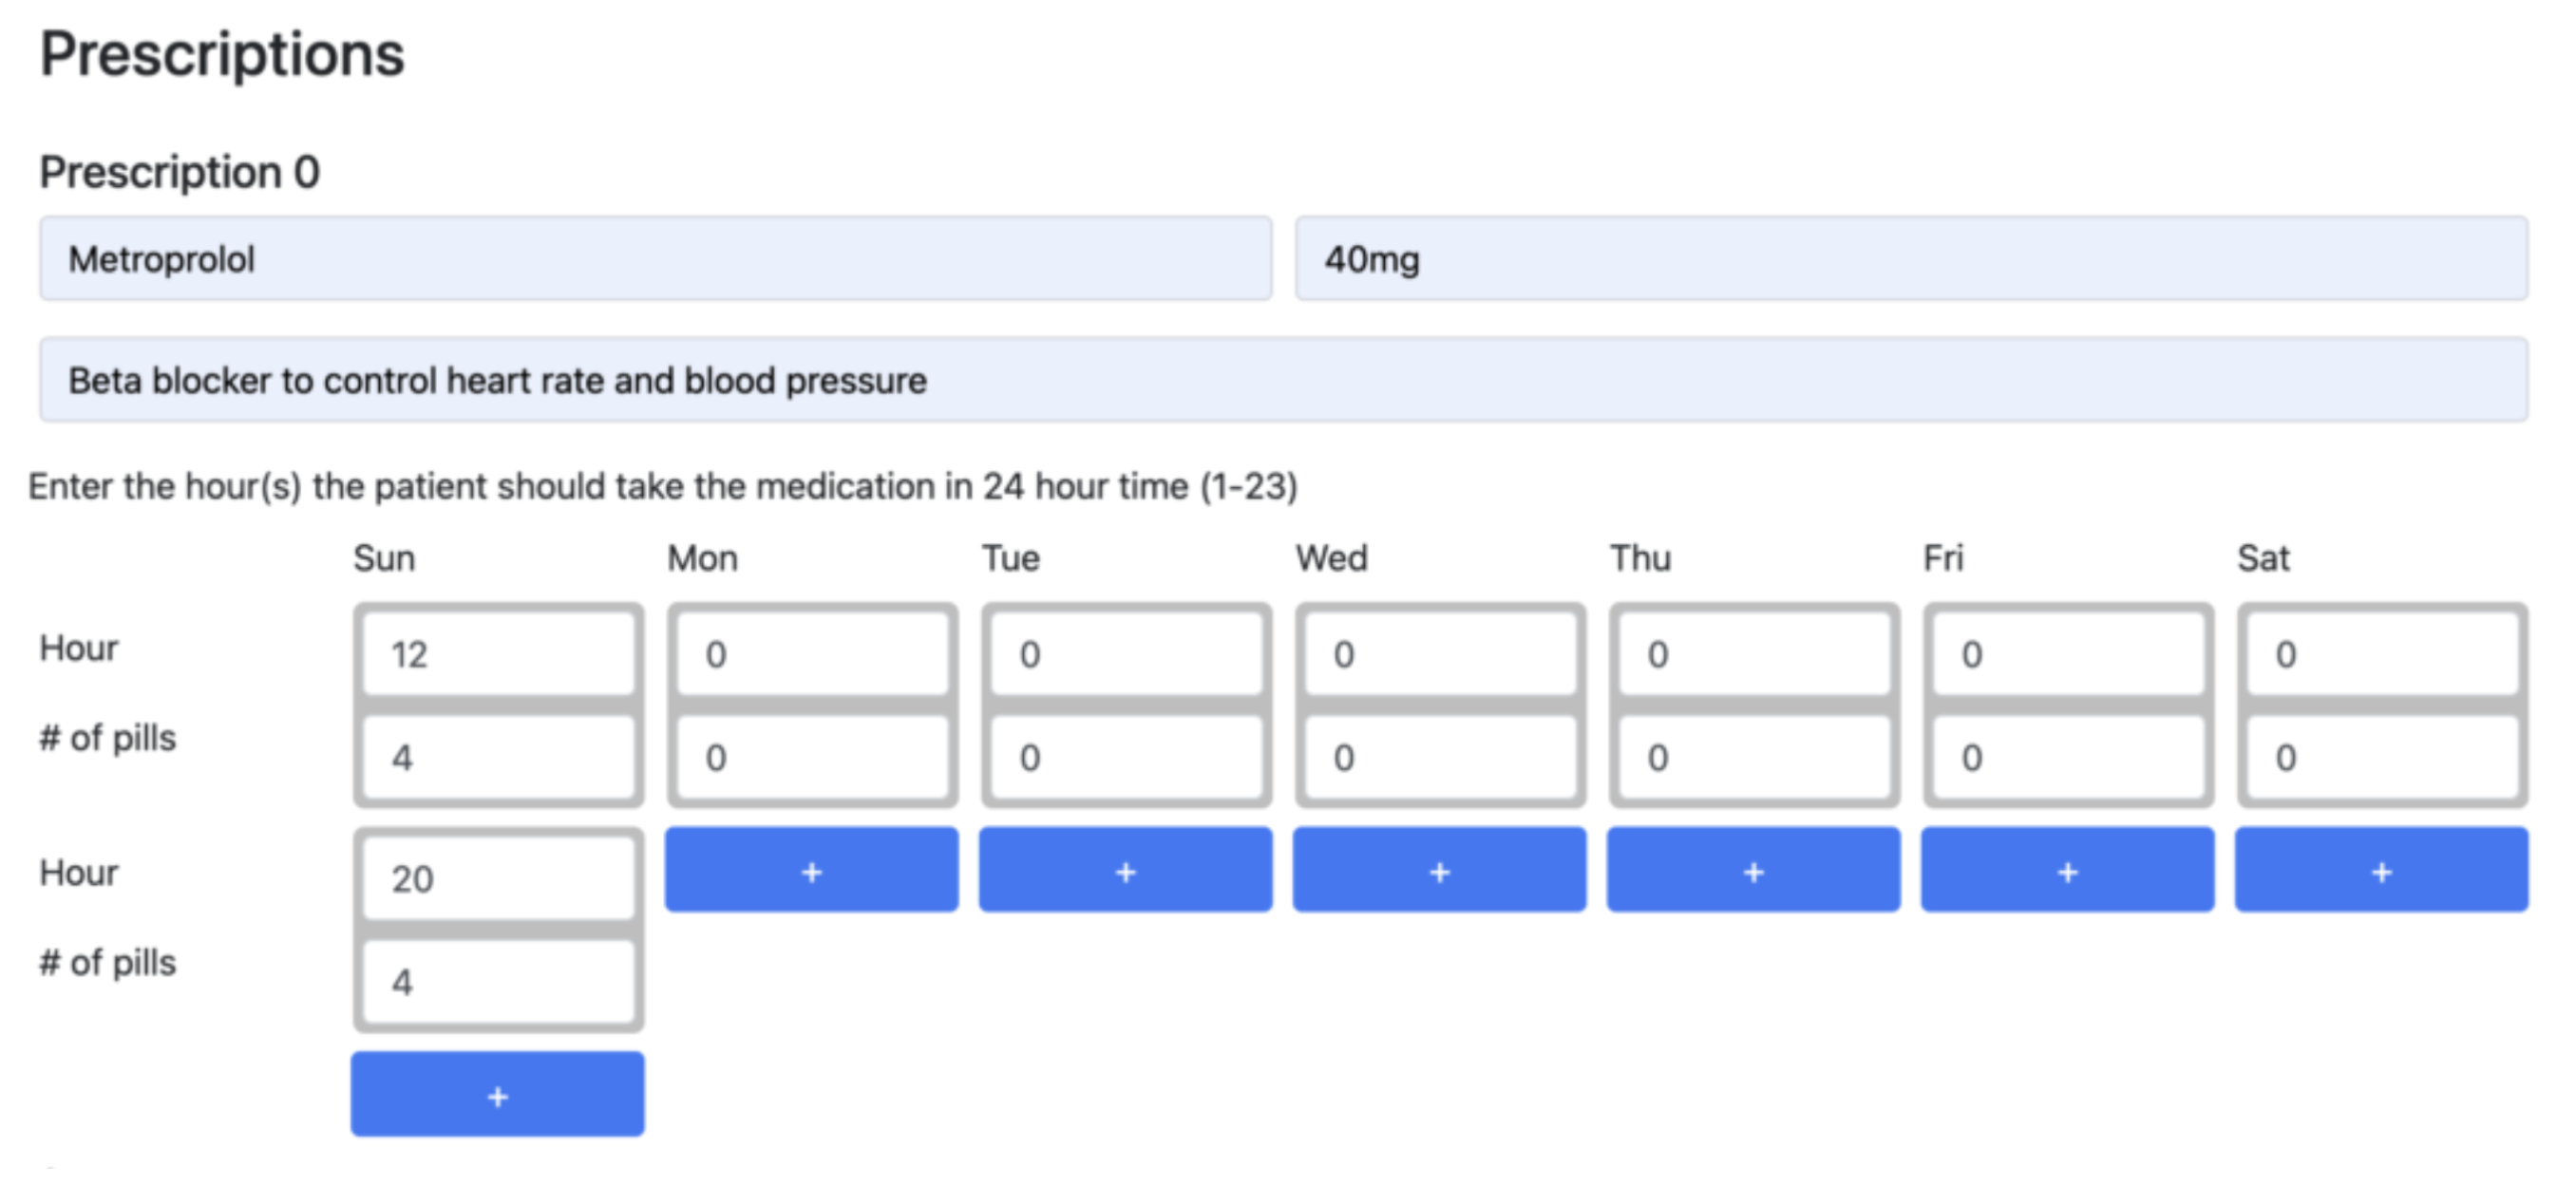 Prescriptions
Prescription 0
Metroprolol 40mg
Beta blocker to control heart rate and blood pressure
Enter the hour(s) the patient should take the medication in 24 hour time (1-23)
Sun Mon Tue Wed Thu Fri Sat
Hour 12 0 0 0 0 0 0
# of pills 4 0 0 0 0 0 0
Hour 20 + + + + + +
# of pills 4
+